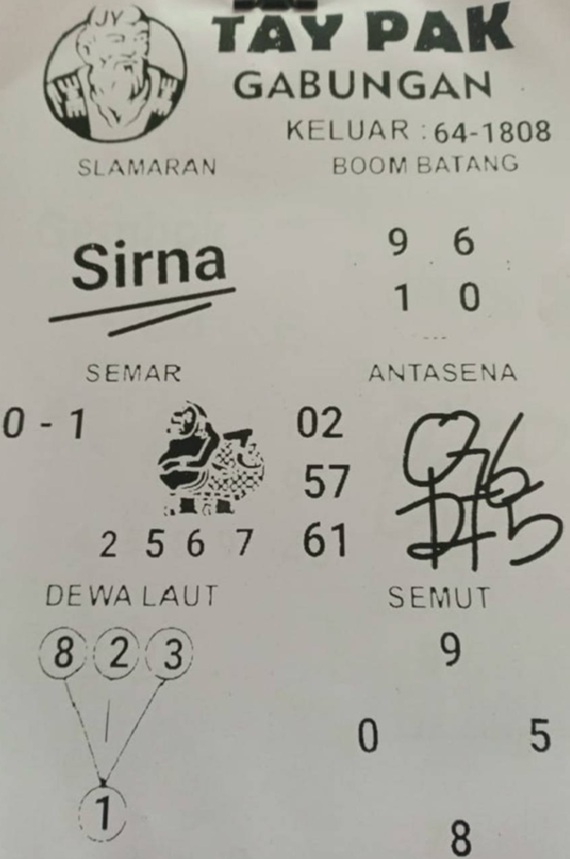 JY
TAY PAK
GABUNGAN
KELUAR : 64-1808
SLAMARAN
BOOM BATANG
Sirna
9 6
1 0
SEMAR
ANTASENA
0 - 1
02
57
2 5 6 7
61
DEWA LAUT
SEMUT
8 2 3
1
9
0 5
8